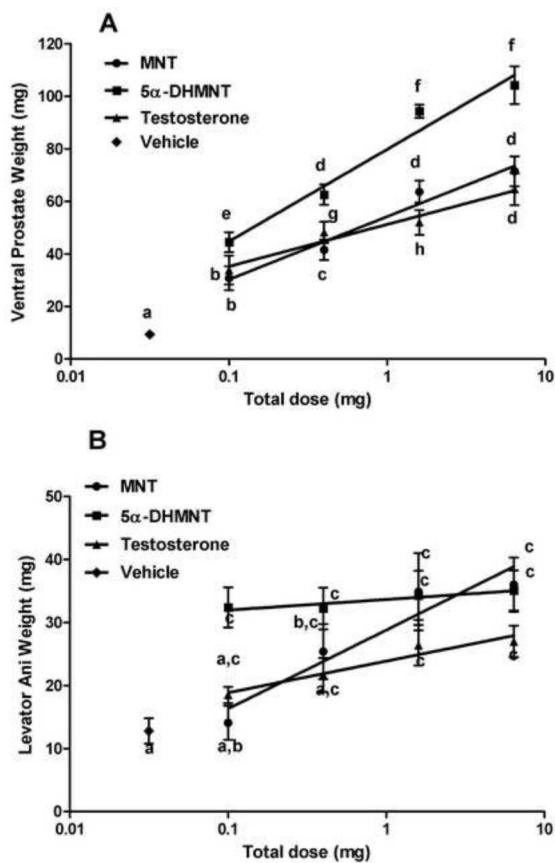 A
MNT
5α-DHMNT
Testosterone
Vehicle
Ventral Prostate Weight (mg)
120
100
80
60
40
20
0
a
e
b
b
d
g
c
f
d
h
f
d
d
0.01
0.1
1
10
Total dose (mg)
B
MNT
5α-DHMNT
Testosterone
Vehicle
Levator Ani Weight (mg)
50
40
30
20
10
0
a
c
a,c
a,b
c
b,c
a,c
c
c
c
c
c
c
0.01
0.1
1
10
Total dose (mg)